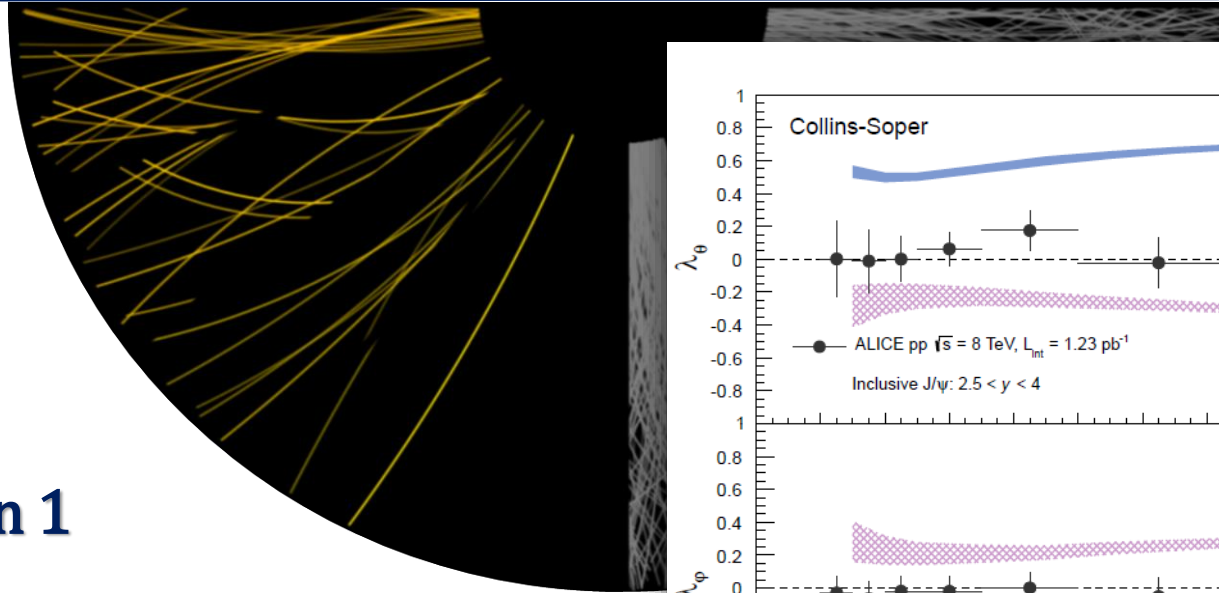 1
0.8
Collins-Soper
0.6
0.4
0.2
λθ
0
-0.2
-0.4
ALICE pp √s = 8 TeV, Lint = 1.23 pb-1
-0.6
Inclusive J/ψ: 2.5 < y < 4
-0.8
1
0.8
n 1
0.6
0.4
0.2
λφ
0